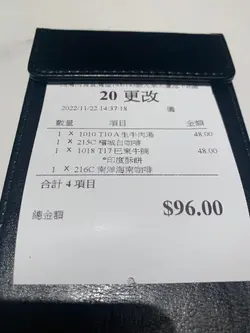 20 更改
2022/11/22 14:37:18
數量 項目 金額
1 X 1010 T10A 生牛肉湯 48.00
1 X 215C 檳城白咖啡
1 X 1018 T17 巴東牛腩 48.00
*印度酥餅
1 X 216C 南洋海南咖啡
合計 4 項目
總金額 $96.00